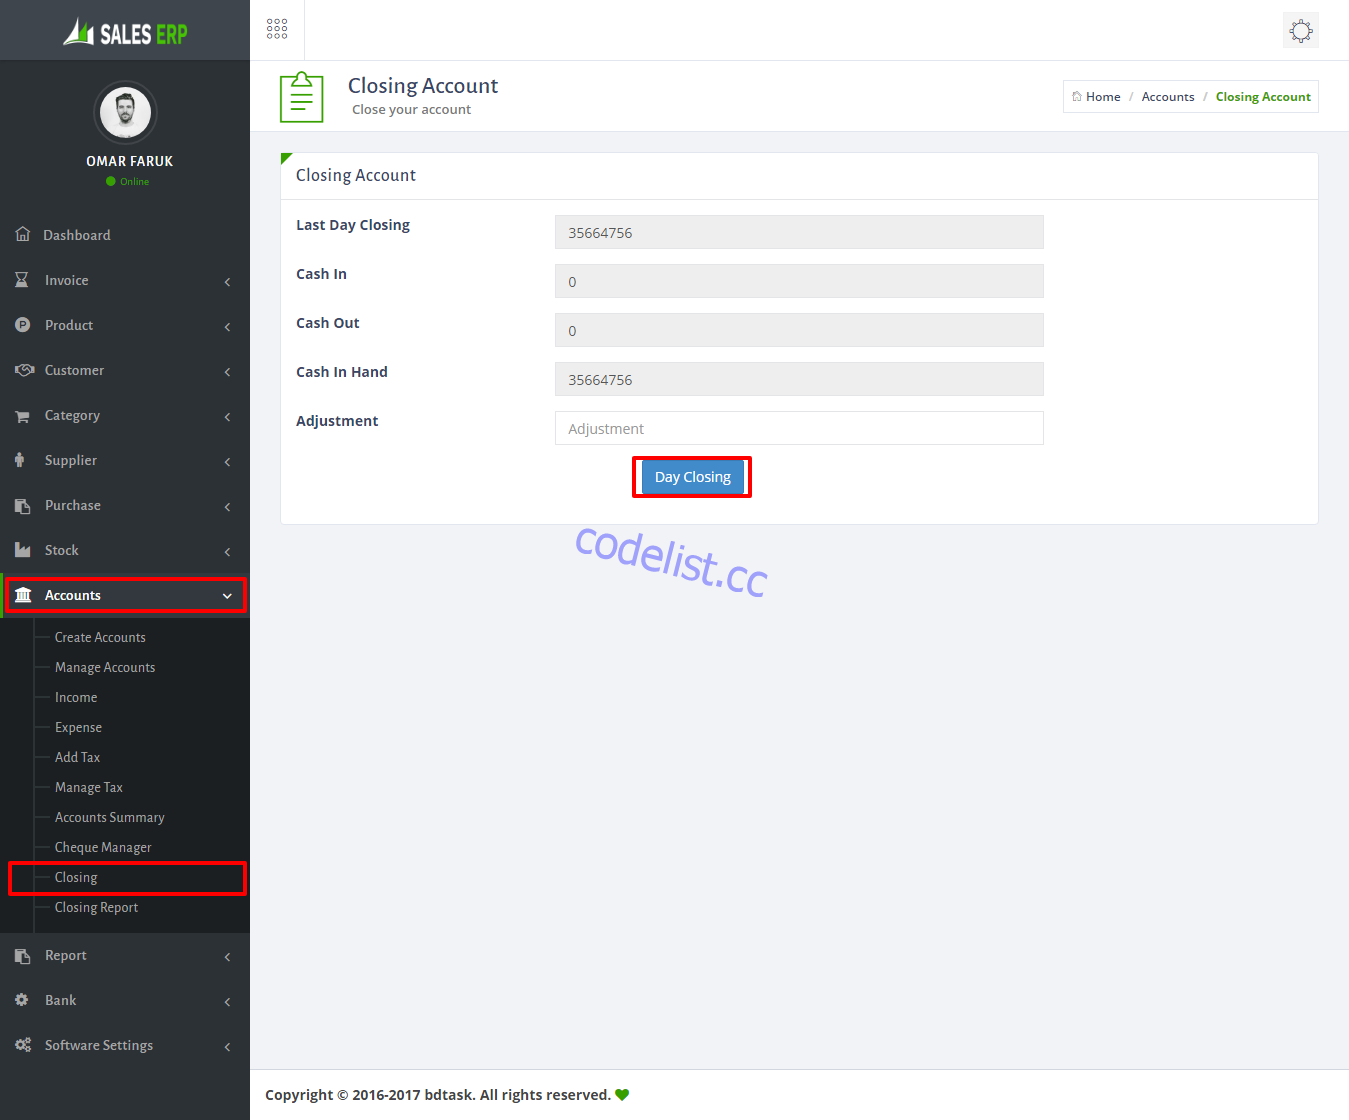 SALES ERP
OMAR FARUK
Online
Dashboard
Invoice
Product
Customer
Category
Supplier
Purchase
Stock
Accounts
Create Accounts
Manage Accounts
Income
Expense
Add Tax
Manage Tax
Accounts Summary
Cheque Manager
Closing
Closing Report
Report
Bank
Software Settings
Closing Account
Close your account
Home / Accounts / Closing Account
Closing Account
Last Day Closing 35664756
Cash In 0
Cash Out 0
Cash In Hand 35664756
Adjustment Adjustment
Day Closing
codelist.cc
Copyright © 2016-2017 bdtask. All rights reserved.